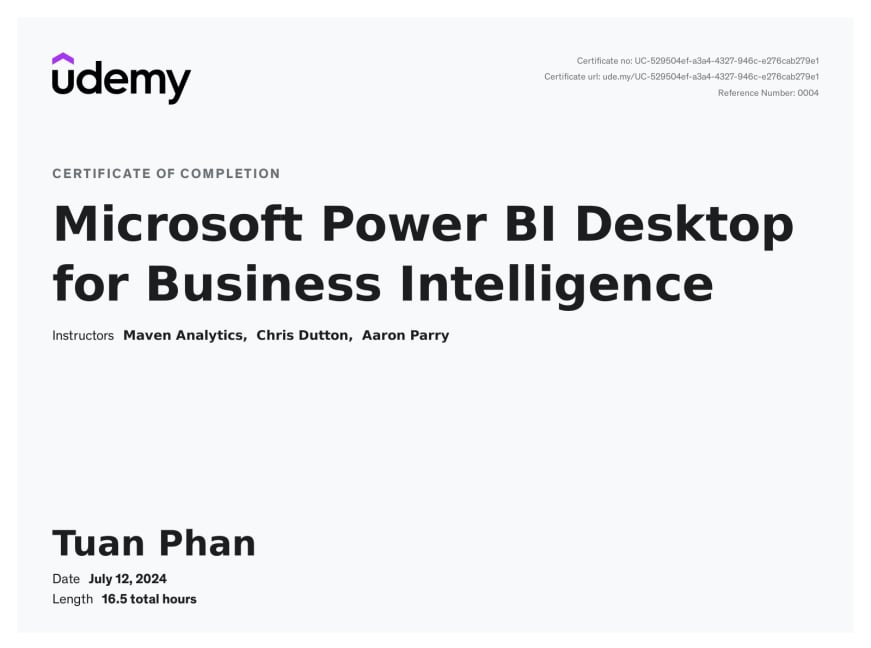 udemy
Certificate no: UC-529504ef-a3a4-4327-946c-e276cab279e1
Certificate url: ude.my/UC-529504ef-a3a4-4327-946c-e276cab279e1
Reference Number: 0004
CERTIFICATE OF COMPLETION
Microsoft Power BI Desktop
for Business Intelligence
Instructors Maven Analytics, Chris Dutton, Aaron Parry
Tuan Phan
Date July 12, 2024
Length 16.5 total hours